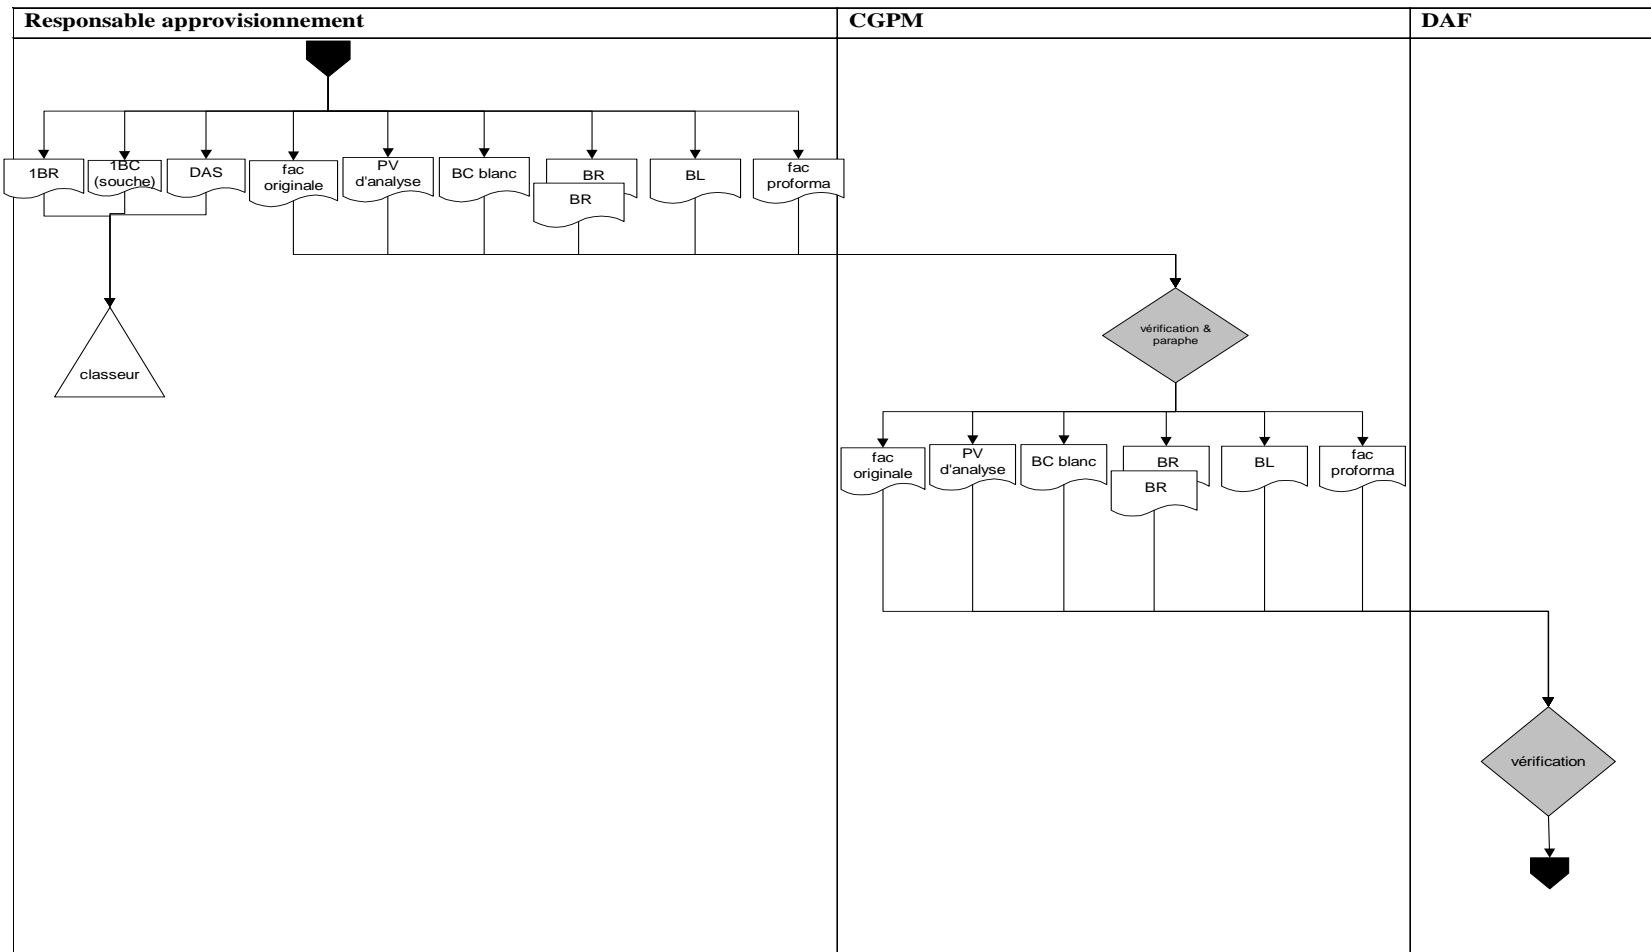 Responsable approvisionnement
CGPM
DAF
1BR
1BC
(souche)
DAS
fac
originale
PV
d'analyse
BC blanc
BR
BR
BL
fac
proforma
vérification &
paraphe
classeur
fac
originale
PV
d'analyse
BC blanc
BR
BR
BL
fac
proforma
vérification